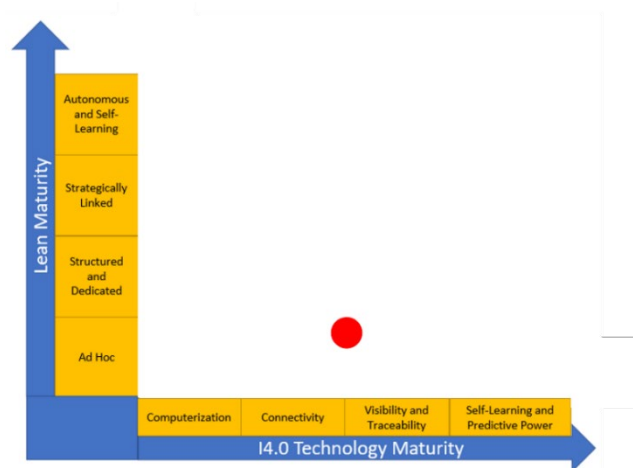 Lean Maturity
Autonomous
and Self-
Learning
Strategically
Linked
Structured
and
Dedicated
Ad Hoc
Computerization
Connectivity
Visibility and
Traceability
Self-Learning and
Predictive Power
I4.0 Technology Maturity